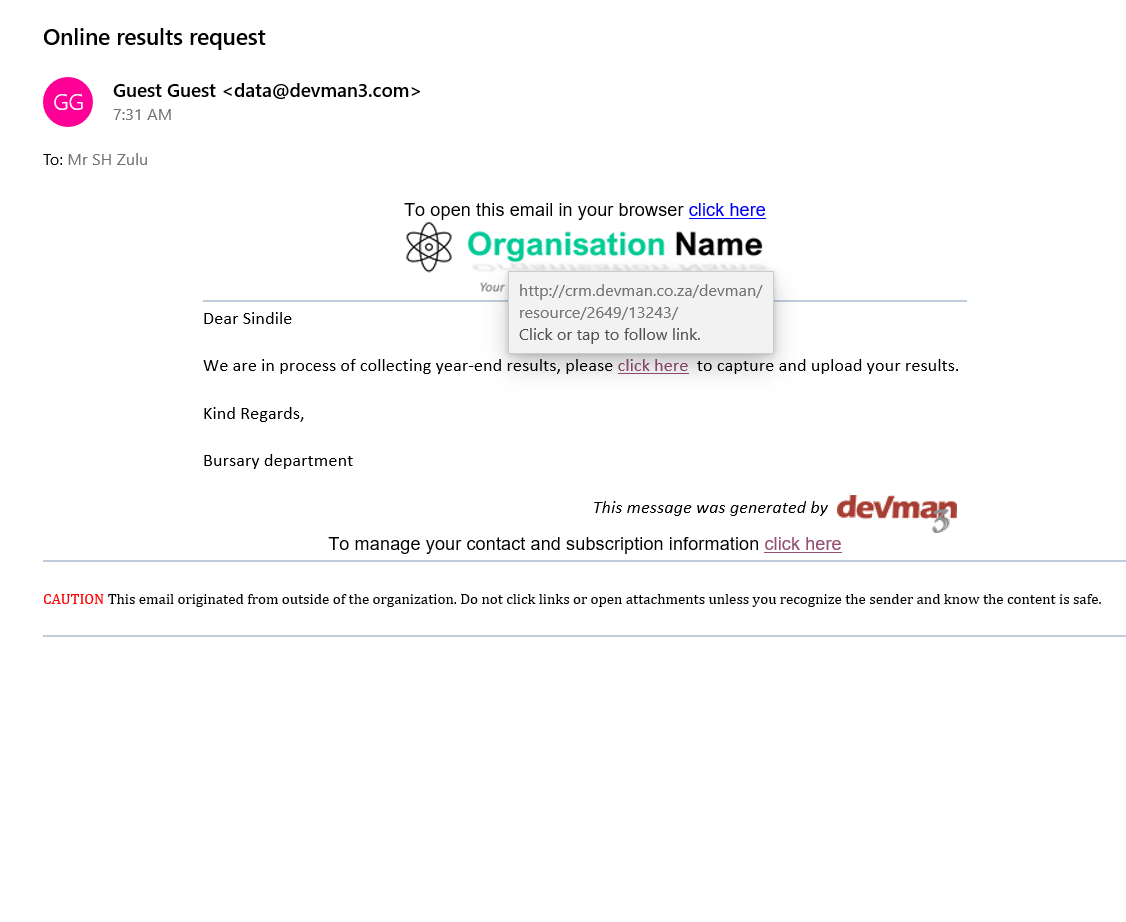 Online results request
GG
Guest Guest <data@devman3.com>
7:31 AM
To: Mr SH Zulu
To open this email in your browser click here
Organisation Name
Your
http://crm.devman.co.za/devman/
resource/2649/13243/
Click or tap to follow link.
Dear Sindile
We are in process of collecting year-end results, please click here to capture and upload your results.
Kind Regards,
Bursary department
This message was generated by devman3
To manage your contact and subscription information click here
CAUTION This email originated from outside of the organization. Do not click links or open attachments unless you recognize the sender and know the content is safe.